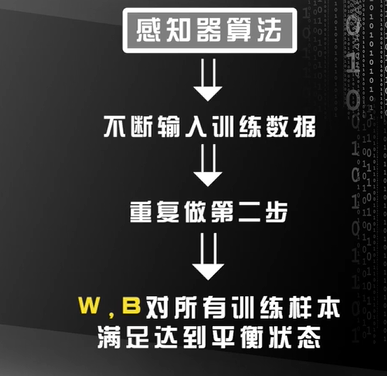 感知器算法
不断输入训练数据
重复做第二步
W,B对所有训练样本
满足达到平衡状态